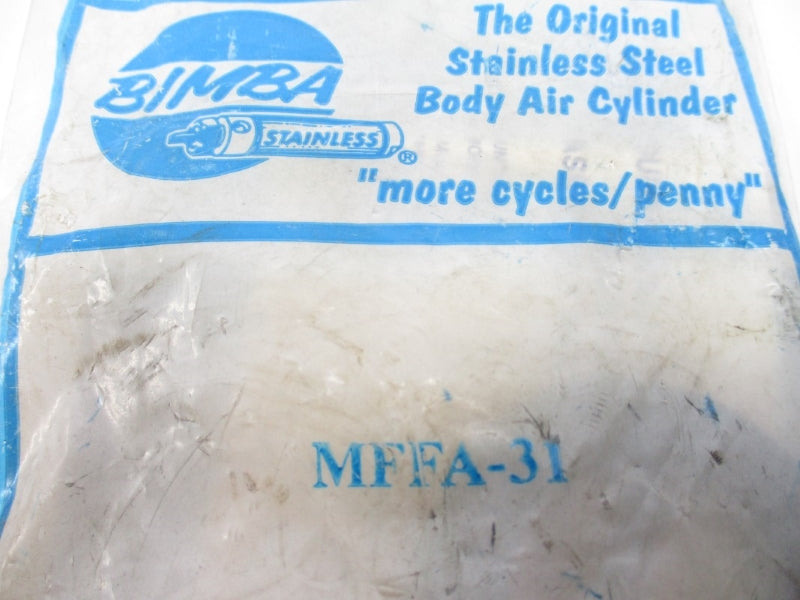 The Original
Stainless Steel
Body Air Cylinder
BIMBA
STAINLESS®
"more cycles/penny"
MFFA-31